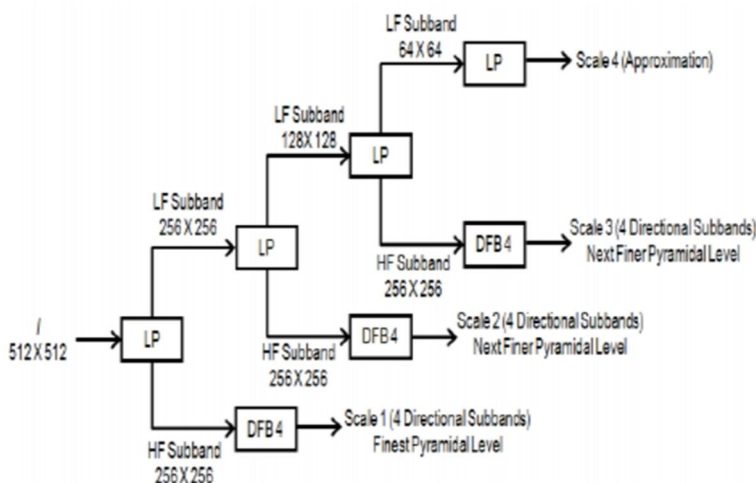 LF Subband
64 X 64
LP
Scale 4 (Approximation)
LF Subband
128X 128
LP
LF Subband
256 X 256
Scale 3 (4 Directional Subbands)
Next Finer Pyramidal Level
DFB 4
LP
HF Subband
256 X 256
I
512 X 512
LP
Scale 2 (4 Directional Subbands)
Next Finer Pyramidal Level
DFB 4
HF Subband
256 X 256
Scale 1 (4 Directional Subbands)
Finest Pyramidal Level
DFB 4
HF Subband
256 X 256